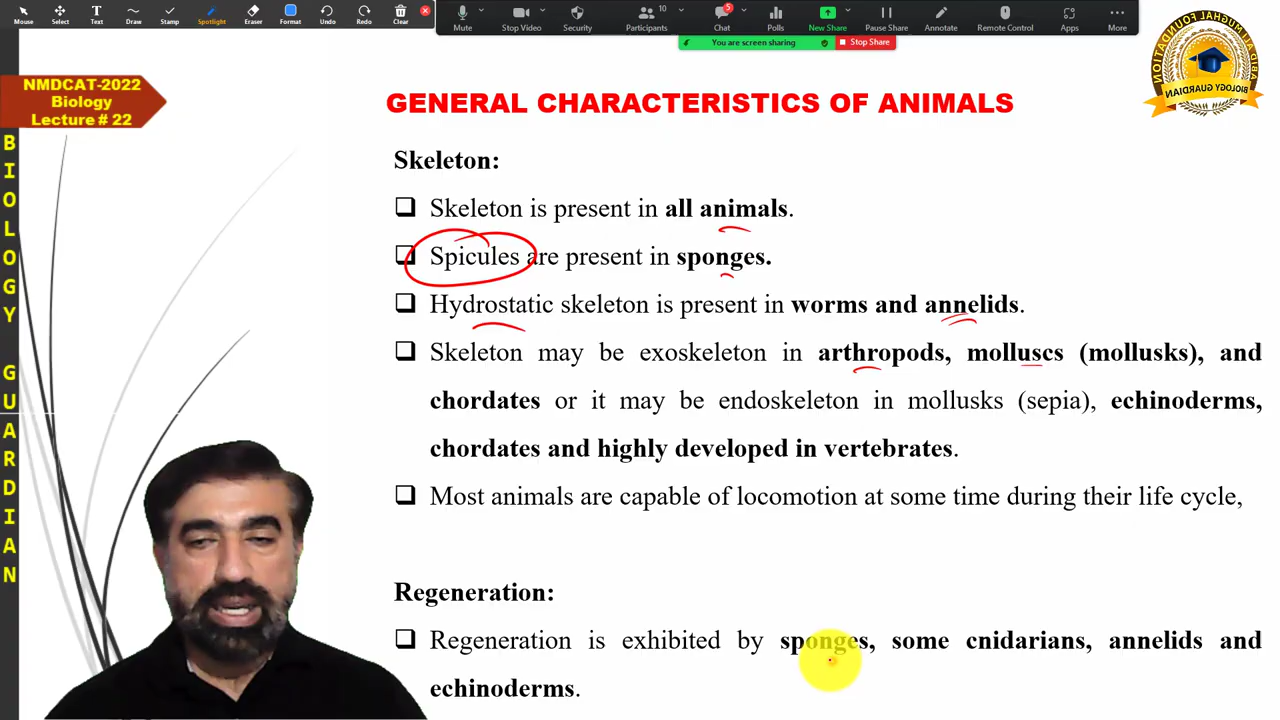 Mouse Select Text Draw Stamp Spotlight Eraser Format Undo Redo Clear
Mute Stop Video Security Participants 10 Chat 5 Polls New Share Pause Share Annotate Remote Control Apps More
You are screen sharing Stop Share
NMDCAT-2022
Biology
Lecture # 22
BIOLOGY GUARDIAN
ABID ALI MUGHAL FOUNDATION
BIOLOGY GUARDIAN
GENERAL CHARACTERISTICS OF ANIMALS
Skeleton:
❑ Skeleton is present in all animals.
❑ Spicules are present in sponges.
❑ Hydrostatic skeleton is present in worms and annelids.
❑ Skeleton may be exoskeleton in arthropods, molluscs (mollusks), and
chordates or it may be endoskeleton in mollusks (sepia), echinoderms,
chordates and highly developed in vertebrates.
❑ Most animals are capable of locomotion at some time during their life cycle,
Regeneration:
❑ Regeneration is exhibited by sponges, some cnidarians, annelids and
echinoderms.